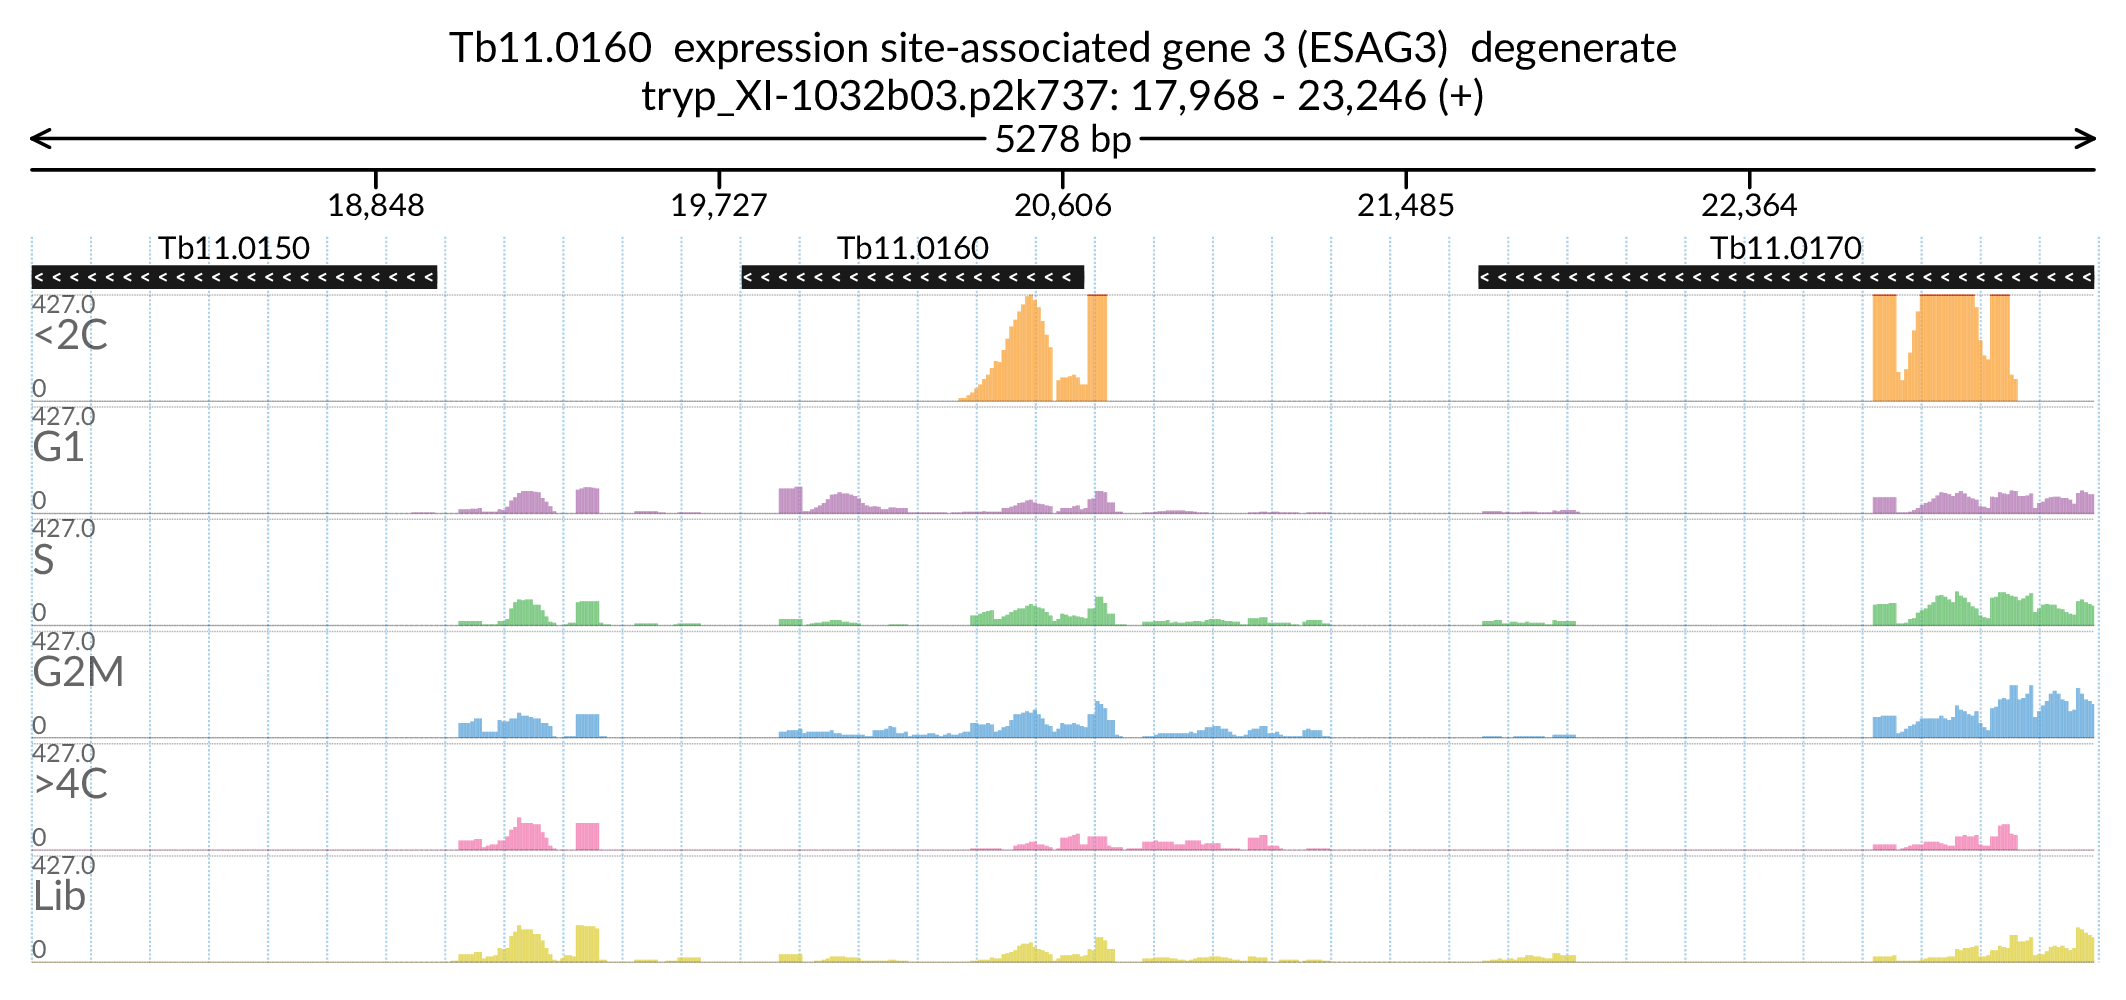 Tb11.0160 expression site-associated gene 3 (ESAG3) degenerate
tryp_XI-1032b03.p2k737: 17,968 - 23,246 (+)
5278 bp
18,848 19,727 20,606 21,485 22,364
Tb11.0150 Tb11.0160 Tb11.0170
427.0
<2C
0
427.0
G1
0
427.0
S
0
427.0
G2M
0
427.0
>4C
0
427.0
Lib
0